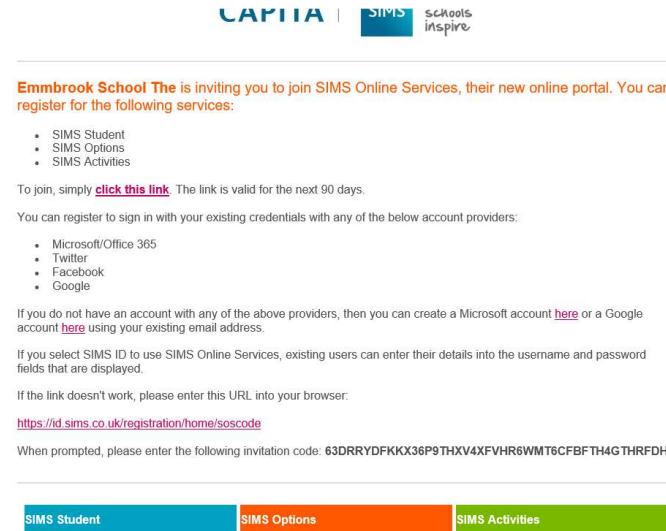 CAPITA | SIMS schools
inspire
Emmbrook School The is inviting you to join SIMS Online Services, their new online portal. You can
register for the following services:
• SIMS Student
• SIMS Options
• SIMS Activities
To join, simply click this link. The link is valid for the next 90 days.
You can register to sign in with your existing credentials with any of the below account providers:
• Microsoft/Office 365
• Twitter
• Facebook
• Google
If you do not have an account with any of the above providers, then you can create a Microsoft account here or a Google
account here using your existing email address.
If you select SIMS ID to use SIMS Online Services, existing users can enter their details into the username and password
fields that are displayed.
If the link doesn't work, please enter this URL into your browser:
https://id.sims.co.uk/registration/home/soscode
When prompted, please enter the following invitation code: 63DRRYDFKKX36P9THXV4XFVHR6WMT6CFBFTH4GTHRFDH
SIMS Student SIMS Options SIMS Activities